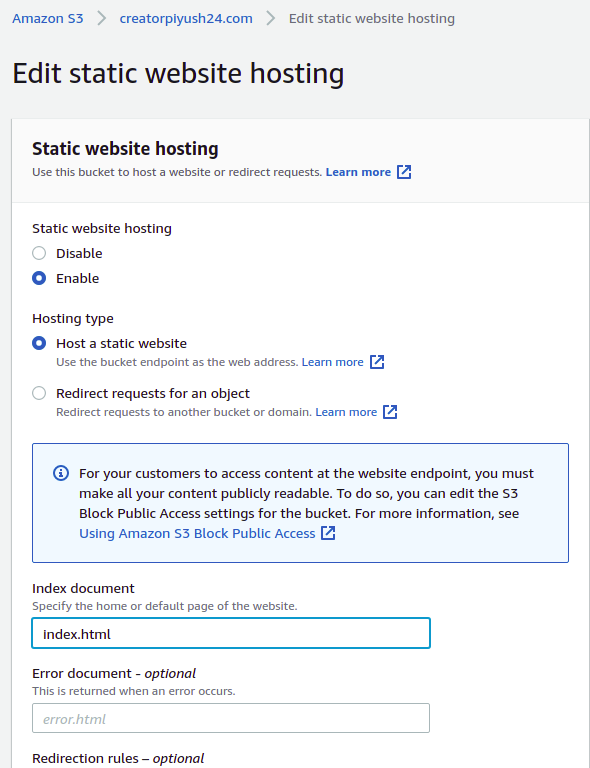 Amazon S3 > creatorpiyush24.com > Edit static website hosting
Edit static website hosting
Static website hosting
Use this bucket to host a website or redirect requests. Learn more
Static website hosting
Disable
Enable
Hosting type
Host a static website
Use the bucket endpoint as the web address. Learn more
Redirect requests for an object
Redirect requests to another bucket or domain. Learn more
For your customers to access content at the website endpoint, you must
make all your content publicly readable. To do so, you can edit the S3
Block Public Access settings for the bucket. For more information, see
Using Amazon S3 Block Public Access
Index document
Specify the home or default page of the website.
index.html
Error document - optional
This is returned when an error occurs.
error.html
Redirection rules – optional